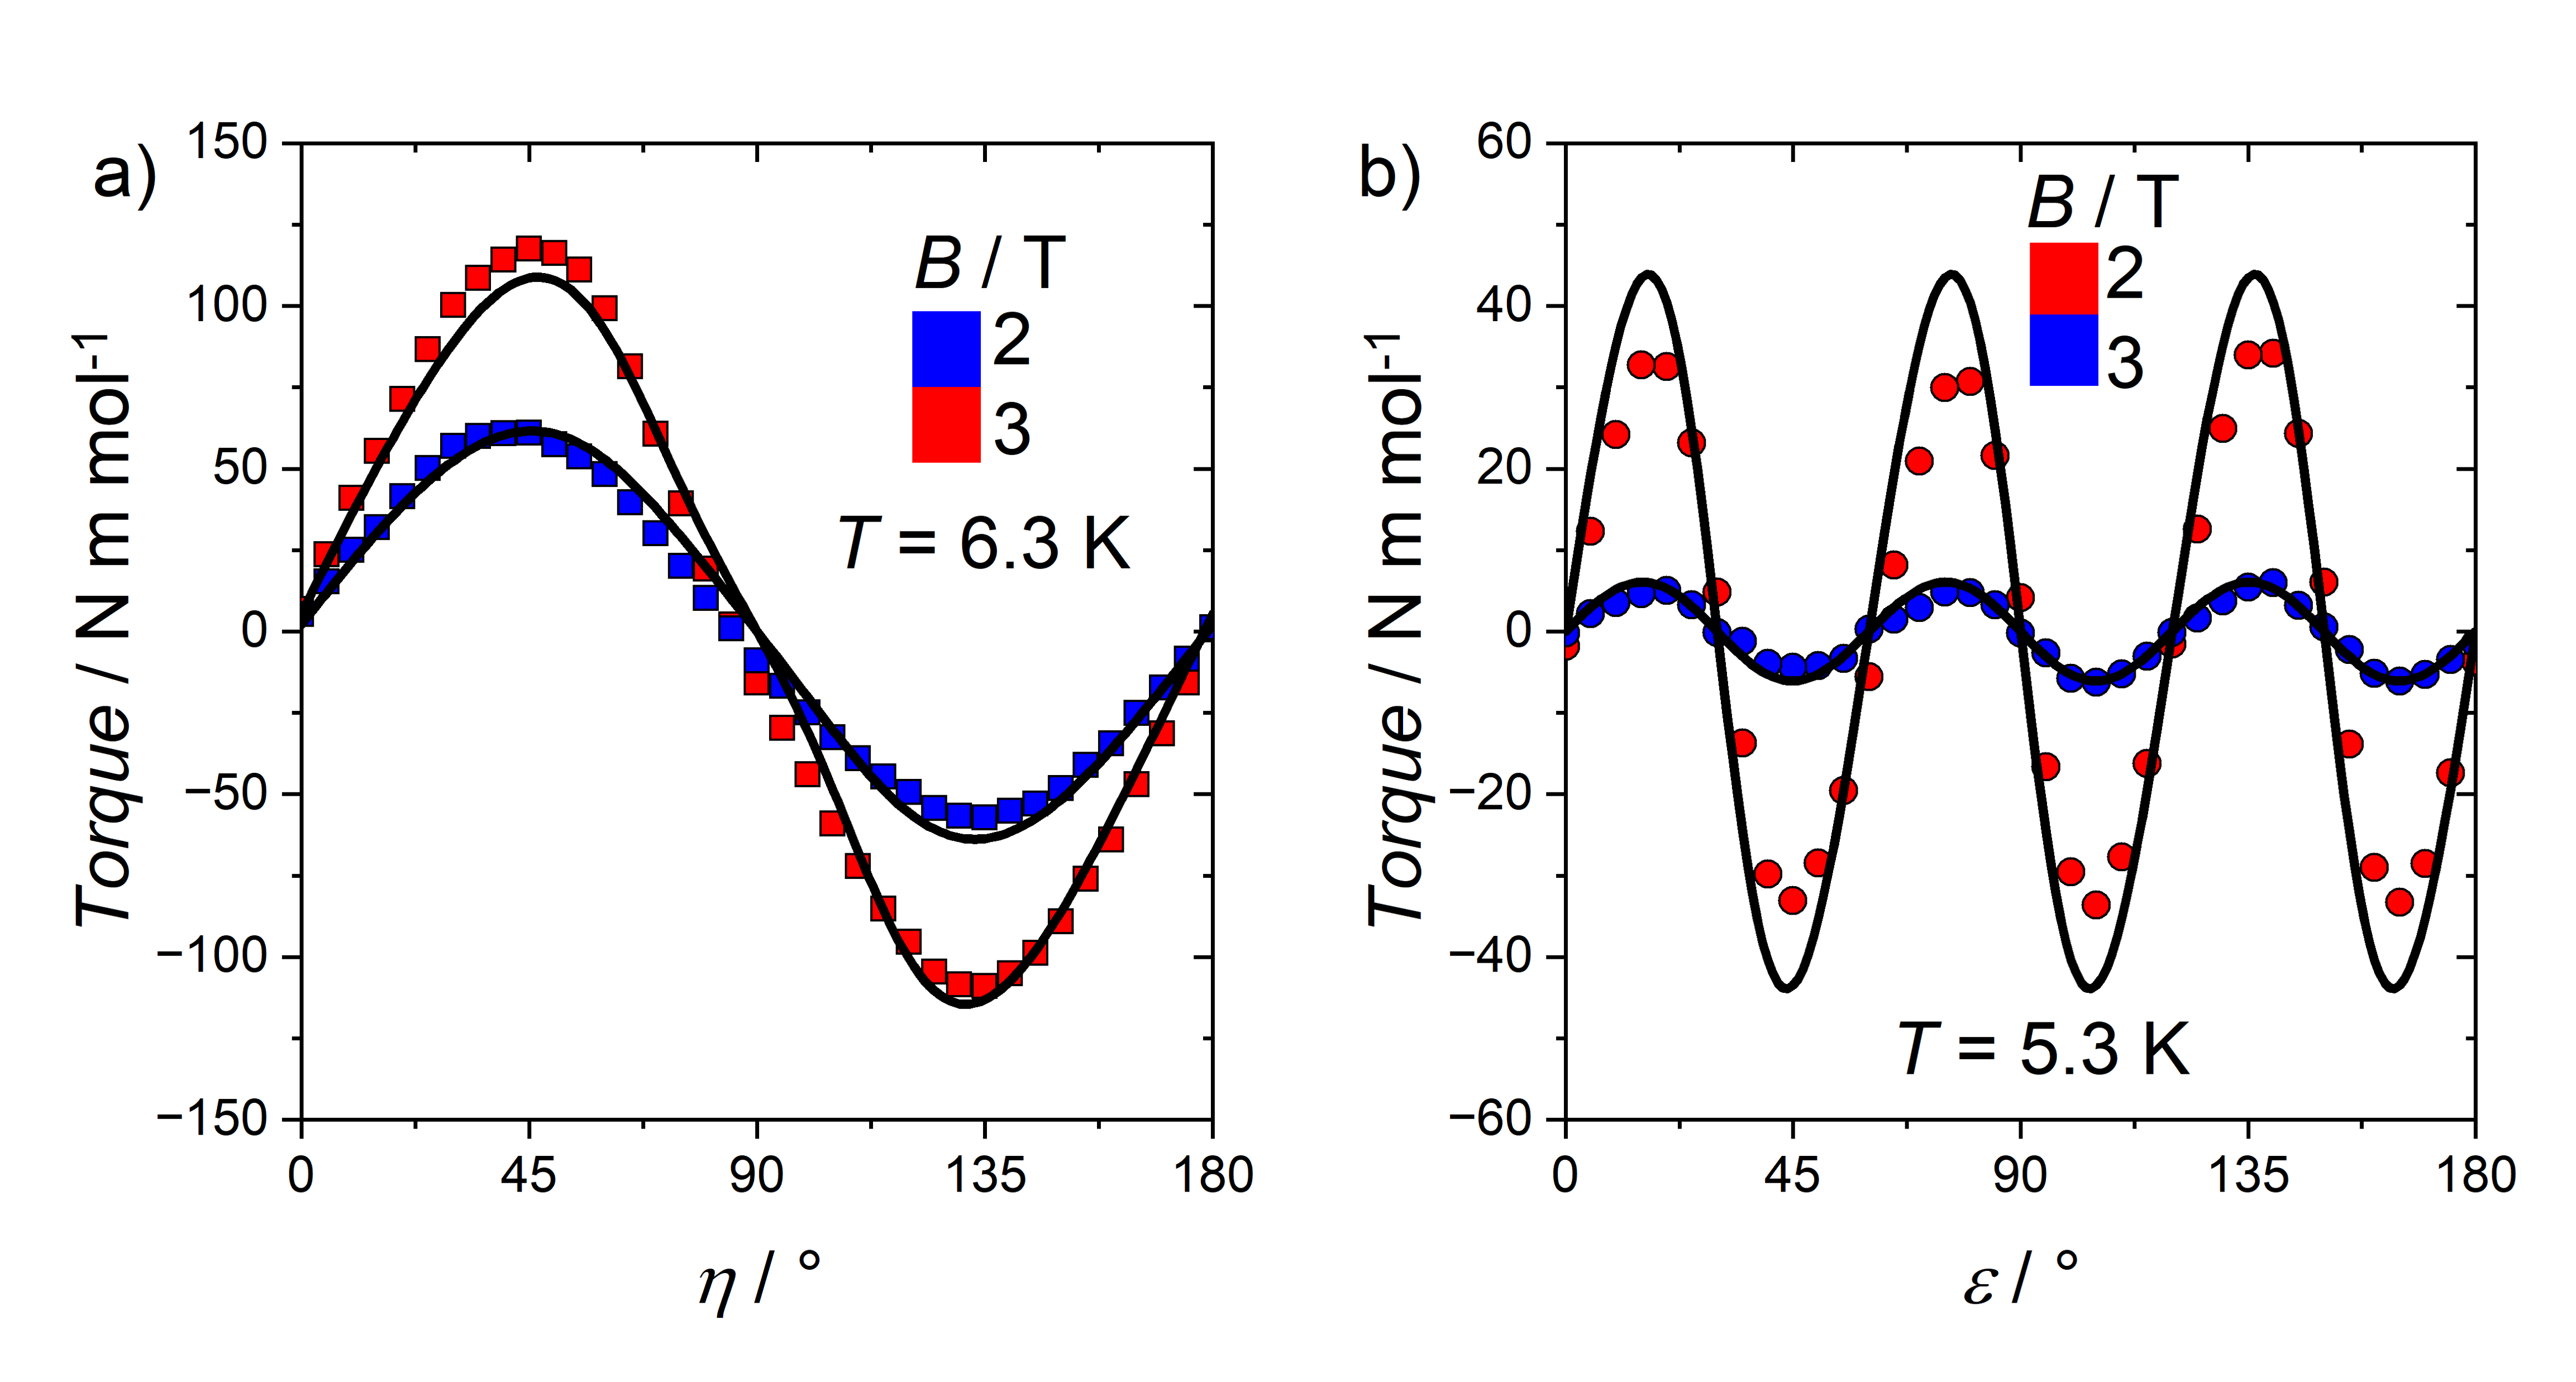 a)
Torque / N m mol-1
150
100
50
0
−50
−100
−150
0 45 90 135 180
η / °
B / T
2
3
T = 6.3 K
b)
Torque / N m mol-1
60
40
20
0
−20
−40
−60
0 45 90 135 180
ε / °
B / T
2
3
T = 5.3 K